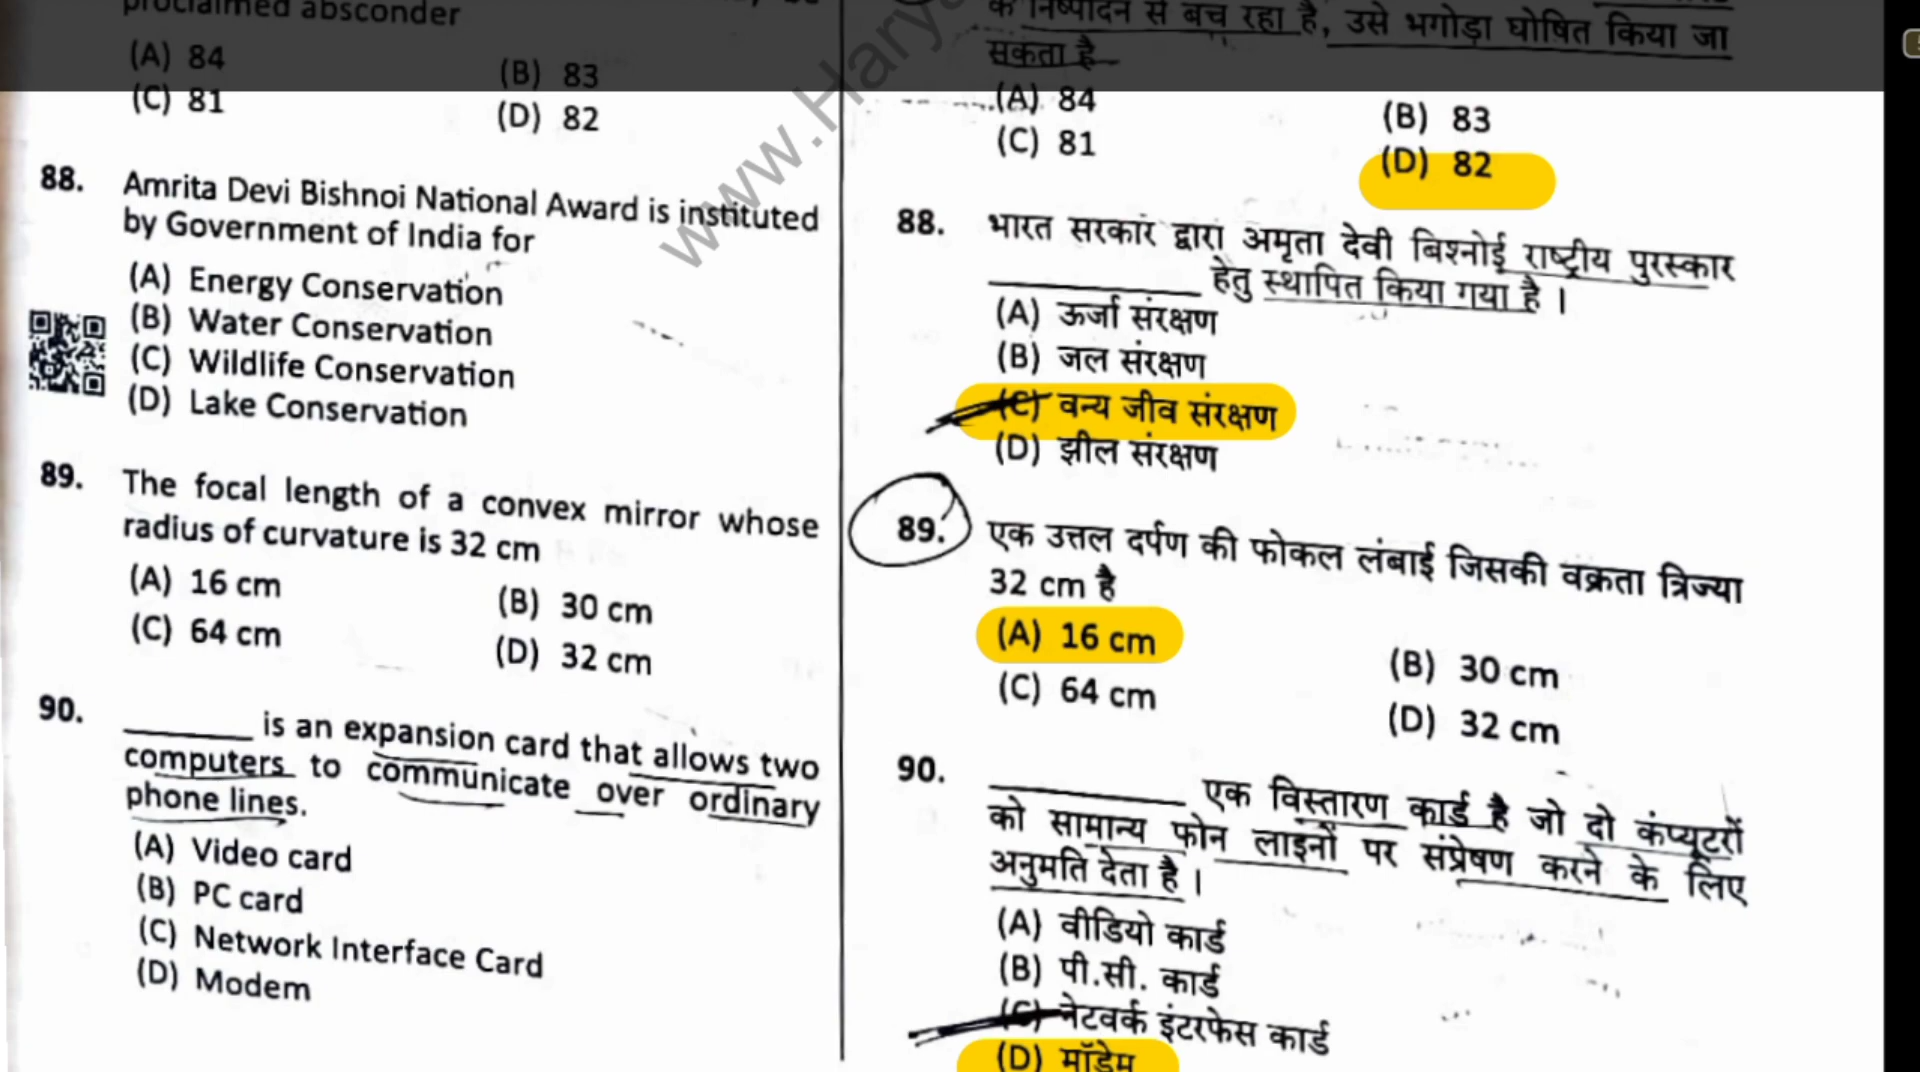 proclaimed absconder
(A) 84
(B) 83
(C) 81
(D) 82
88. Amrita Devi Bishnoi National Award is instituted
by Government of India for
(A) Energy Conservation
(B) Water Conservation
(C) Wildlife Conservation
(D) Lake Conservation
89. The focal length of a convex mirror whose
radius of curvature is 32 cm
(A) 16 cm
(B) 30 cm
(C) 64 cm
(D) 32 cm
90. ________ is an expansion card that allows two
computers to communicate over ordinary
phone lines.
(A) Video card
(B) PC card
(C) Network Interface Card
(D) Modem
www.Hary
के निष्पादन से बच रहा है, उसे भगोड़ा घोषित किया जा
सकता है
(A) 84
(B) 83
(C) 81
(D) 82
88. भारत सरकार द्वारा अमृता देवी बिश्नोई राष्ट्रीय पुरस्कार
________ हेतु स्थापित किया गया है ।
(A) ऊर्जा संरक्षण
(B) जल संरक्षण
(C) वन्य जीव संरक्षण
(D) झील संरक्षण
89. एक उत्तल दर्पण की फोकल लंबाई जिसकी वक्रता त्रिज्या
32 cm है
(A) 16 cm
(B) 30 cm
(C) 64 cm
(D) 32 cm
90. ________ एक विस्तारण कार्ड है जो दो कंप्यूटरों
को सामान्य फोन लाइनों पर संप्रेषण करने के लिए
अनुमति देता है ।
(A) वीडियो कार्ड
(B) पी.सी. कार्ड
(C) नेटवर्क इंटरफेस कार्ड
(D) मॉडेम